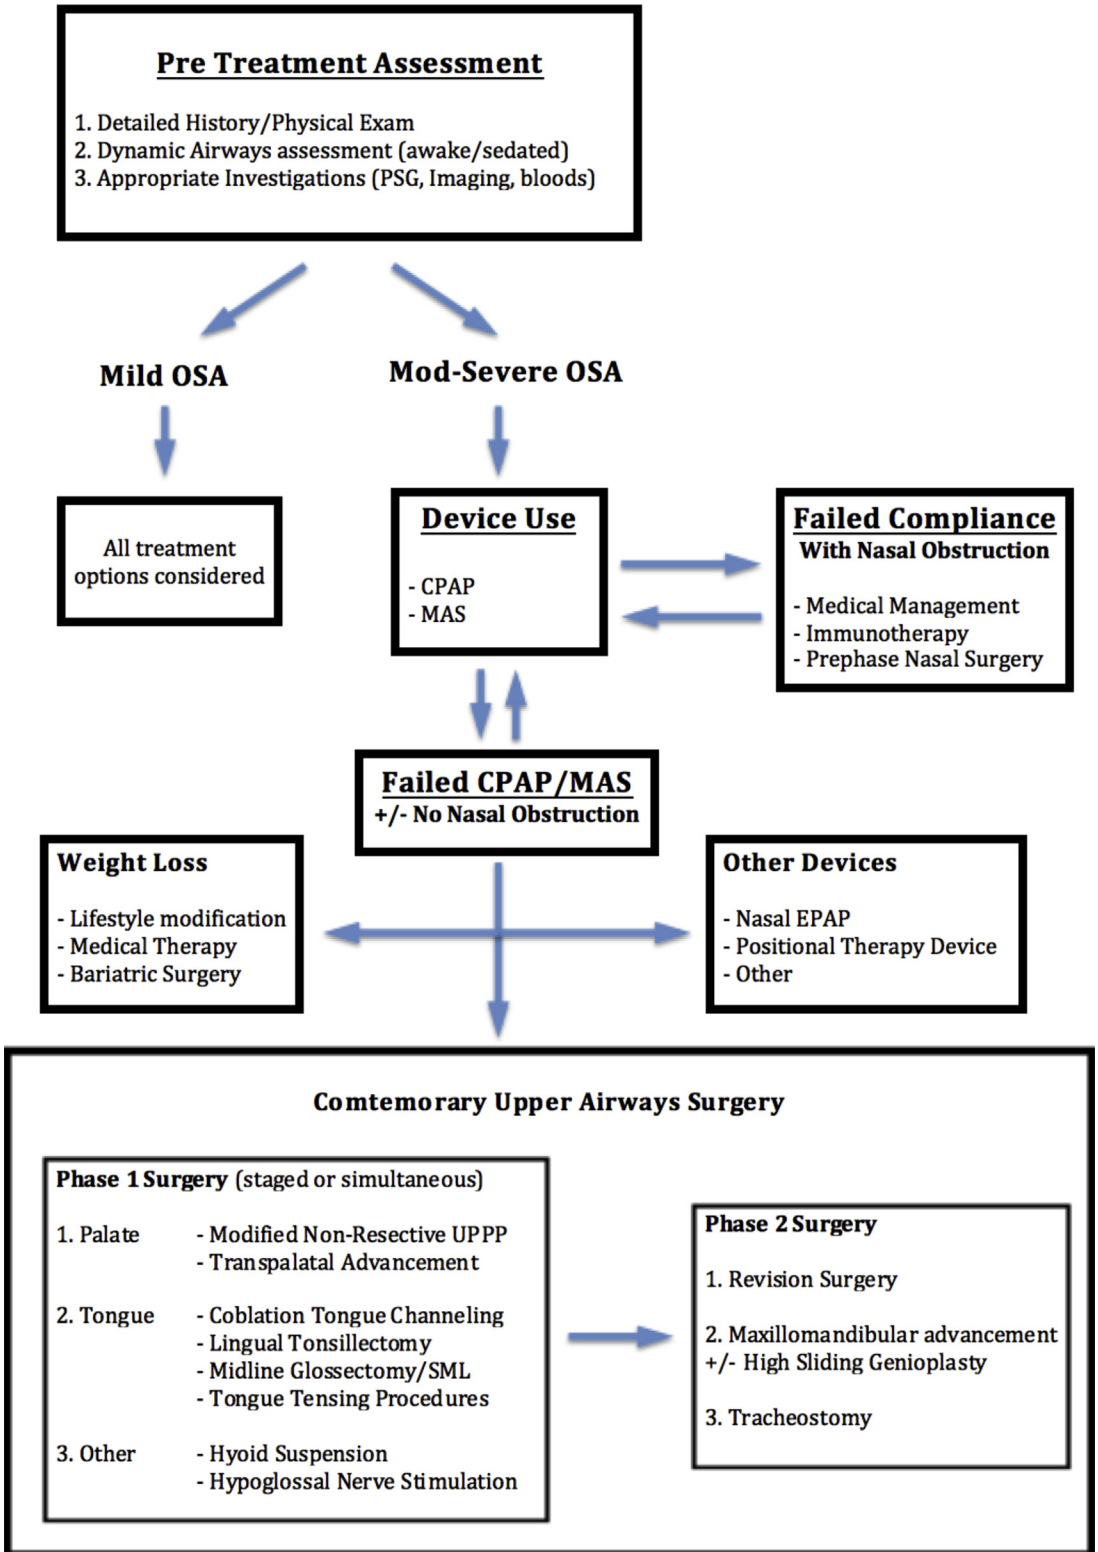 Pre Treatment Assessment
1. Detailed History/Physical Exam
2. Dynamic Airways assessment (awake/sedated)
3. Appropriate Investigations (PSG, Imaging, bloods)
Mild OSA
Mod-Severe OSA
All treatment
options considered
Device Use
- CPAP
- MAS
Failed Compliance
With Nasal Obstruction
- Medical Management
- Immunotherapy
- Prephase Nasal Surgery
Failed CPAP/MAS
+/- No Nasal Obstruction
Weight Loss
- Lifestyle modification
- Medical Therapy
- Bariatric Surgery
Other Devices
- Nasal EPAP
- Positional Therapy Device
- Other
Comtemorary Upper Airways Surgery
Phase 1 Surgery (staged or simultaneous)
1. Palate - Modified Non-Resective UPPP
- Transpalatal Advancement
2. Tongue - Coblation Tongue Channeling
- Lingual Tonsillectomy
- Midline Glossectomy/SML
- Tongue Tensing Procedures
3. Other - Hyoid Suspension
- Hypoglossal Nerve Stimulation
Phase 2 Surgery
1. Revision Surgery
2. Maxillomandibular advancement
+/- High Sliding Genioplasty
3. Tracheostomy